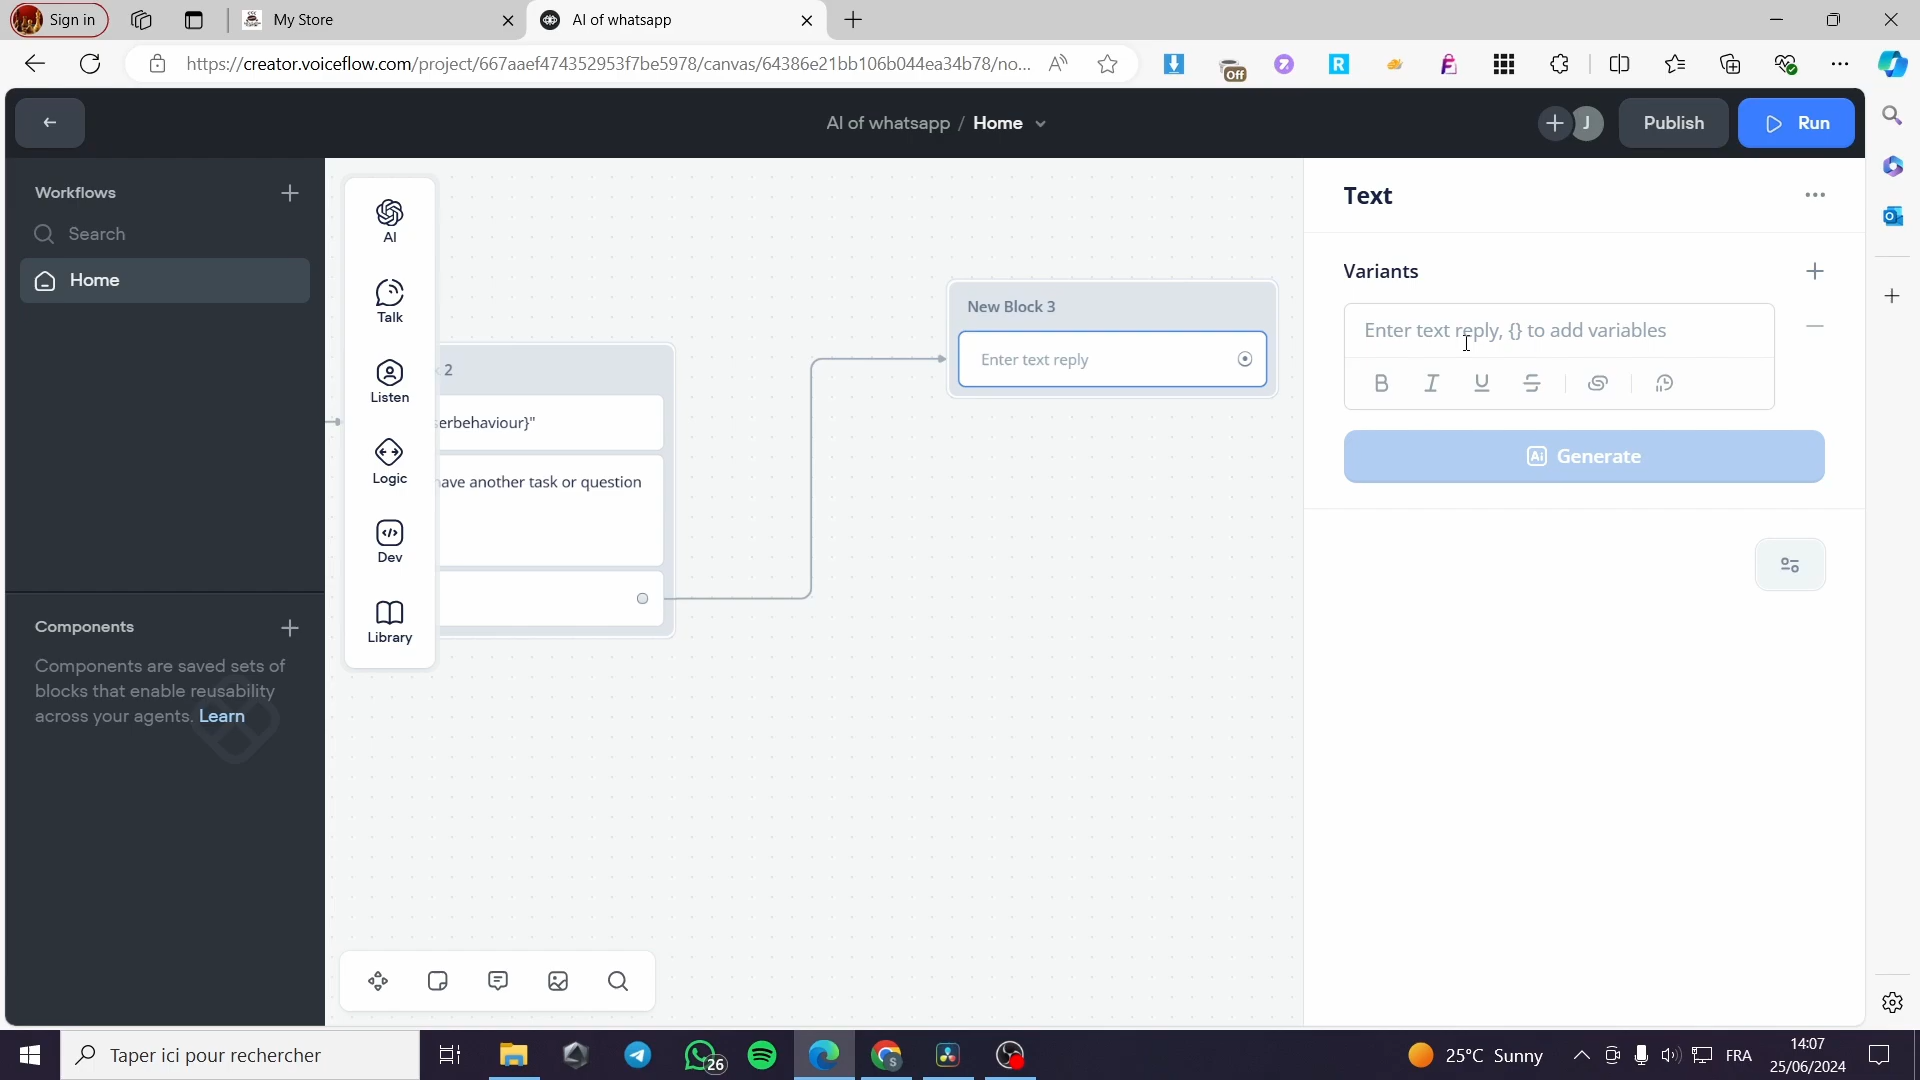 Sign in
My Store
AI of whatsapp
https://creator.voiceflow.com/project/667aaef474352953f7be5978/canvas/64386e21bb106b044ea34b78/no...
Off
AI of whatsapp / Home
J
Publish
Run
Workflows
Search
Home
Components
Components are saved sets of
blocks that enable reusability
across your agents. Learn
AI
Talk
Listen
Logic
Dev
Library
2
serbehaviour}"
have another task or question
New Block 3
Enter text reply
Text
Variants
Enter text reply, {} to add variables
B I U S
Ai Generate
Taper ici pour rechercher
26
S
25°C Sunny
FRA
14:07
25/06/2024